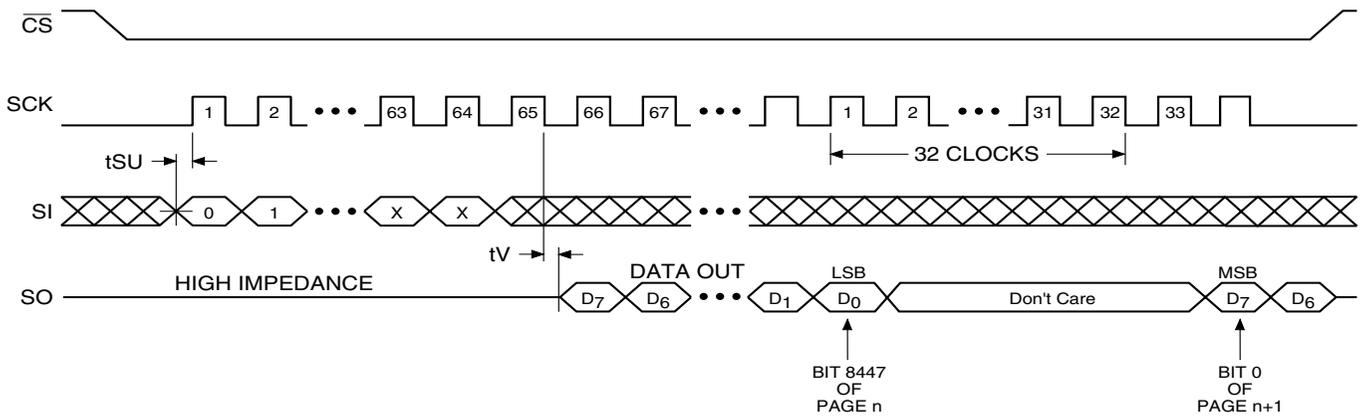 CS
SCK 1 2 ••• 63 64 65 66 67 ••• 1 2 ••• 31 32 33
tSU 32 CLOCKS
SI 0 1 ••• X X •••
tV
HIGH IMPEDANCE DATA OUT LSB MSB
SO D7 D6 ••• D1 D0 Don't Care D7 D6
BIT 8447
OF
PAGE n
BIT 0
OF
PAGE n+1